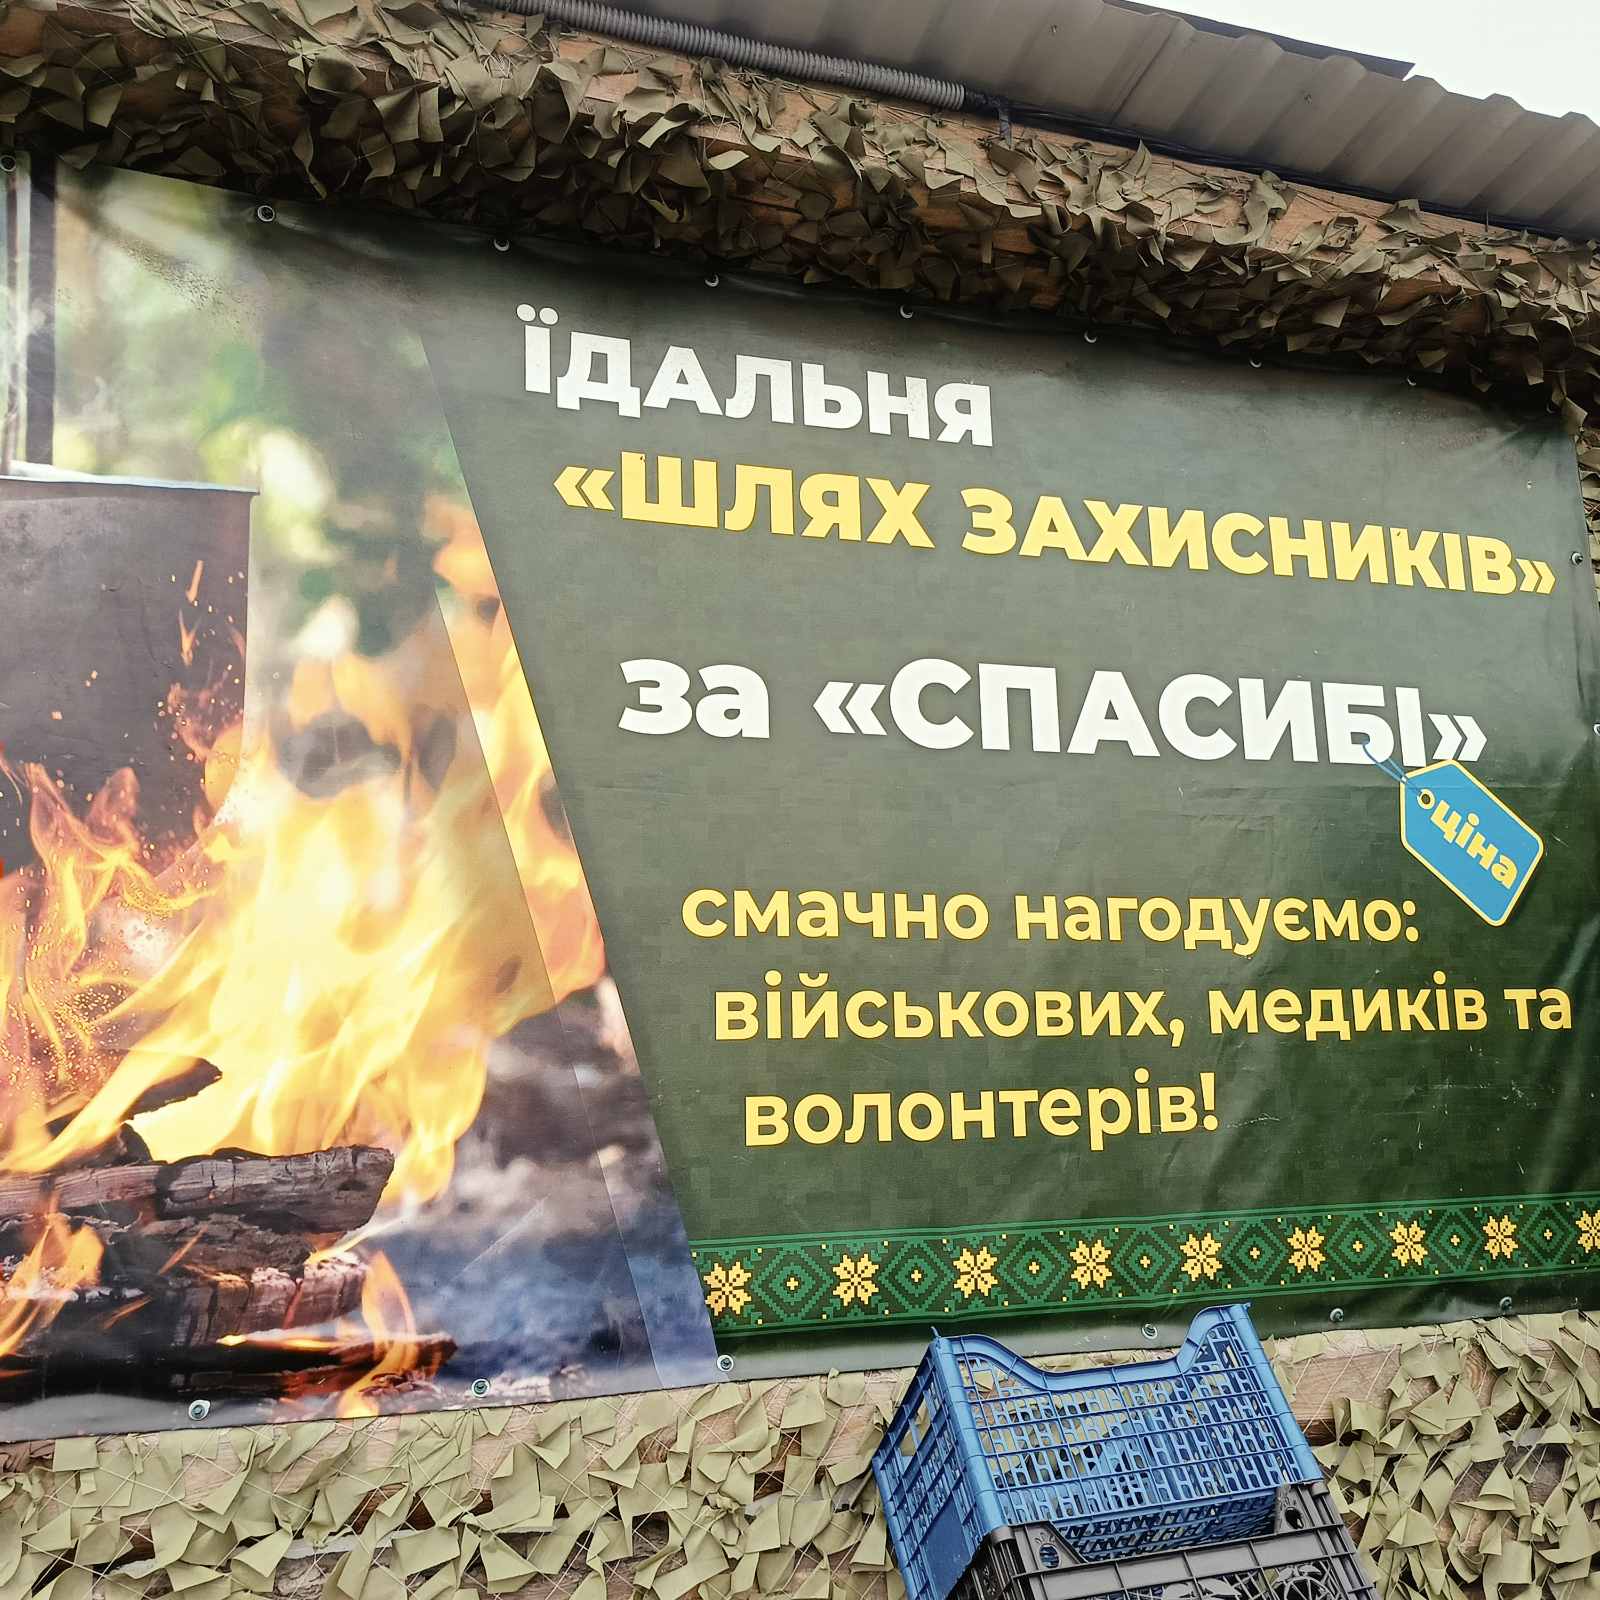 ЇДАЛЬНЯ
«ШЛЯХ ЗАХИСНИКІВ»
за «СПАСИБІ»
ціна
смачно нагодуємо:
військових, медиків та
волонтерів!